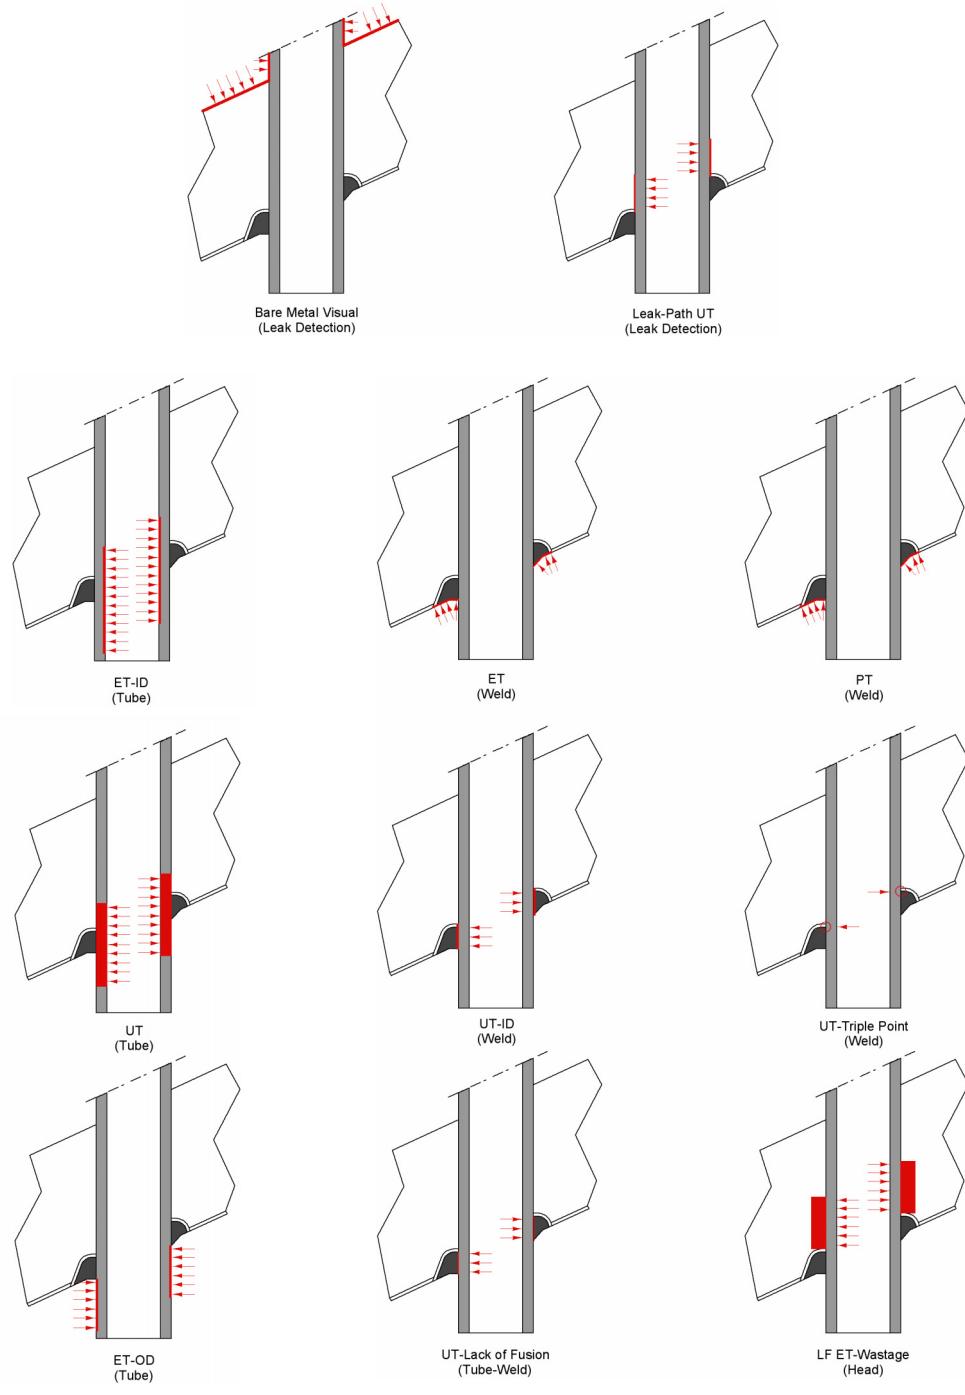 Bare Metal Visual
(Leak Detection)
Leak-Path UT
(Leak Detection)
ET-ID
(Tube)
ET
(Weld)
PT
(Weld)
UT
(Tube)
UT-ID
(Weld)
UT-Triple Point
(Weld)
ET-OD
(Tube)
UT-Lack of Fusion
(Tube-Weld)
LF ET-Wastage
(Head)